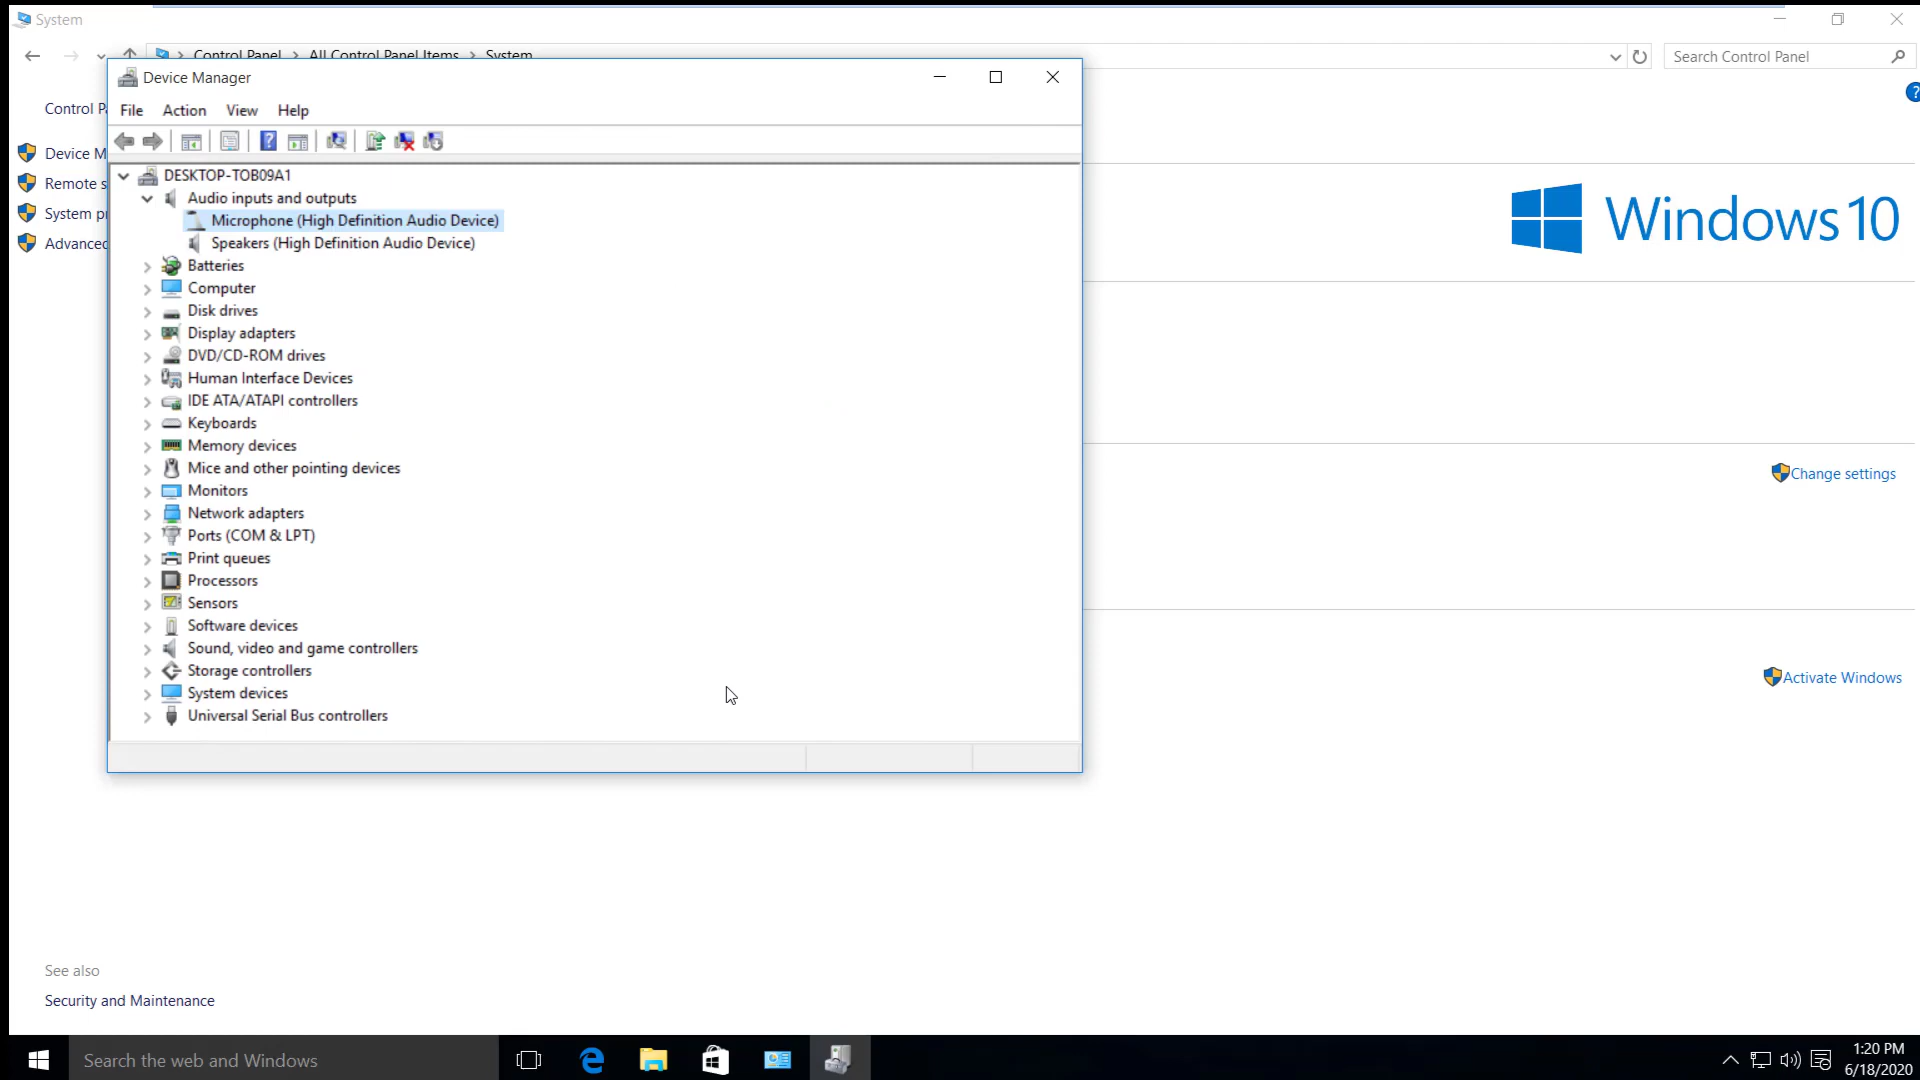 System
Control Panel > All Control Panel Items > System
Search Control Panel
Device Manager
File Action View Help
Control P
Device M
Remote s
System p
Advanced
DESKTOP-TOB09A1
Audio inputs and outputs
Microphone (High Definition Audio Device)
Speakers (High Definition Audio Device)
Batteries
Computer
Disk drives
Display adapters
DVD/CD-ROM drives
Human Interface Devices
IDE ATA/ATAPI controllers
Keyboards
Memory devices
Mice and other pointing devices
Monitors
Network adapters
Ports (COM & LPT)
Print queues
Processors
Sensors
Software devices
Sound, video and game controllers
Storage controllers
System devices
Universal Serial Bus controllers
Windows 10
Change settings
Activate Windows
See also
Security and Maintenance
Search the web and Windows
1:20 PM
6/18/2020